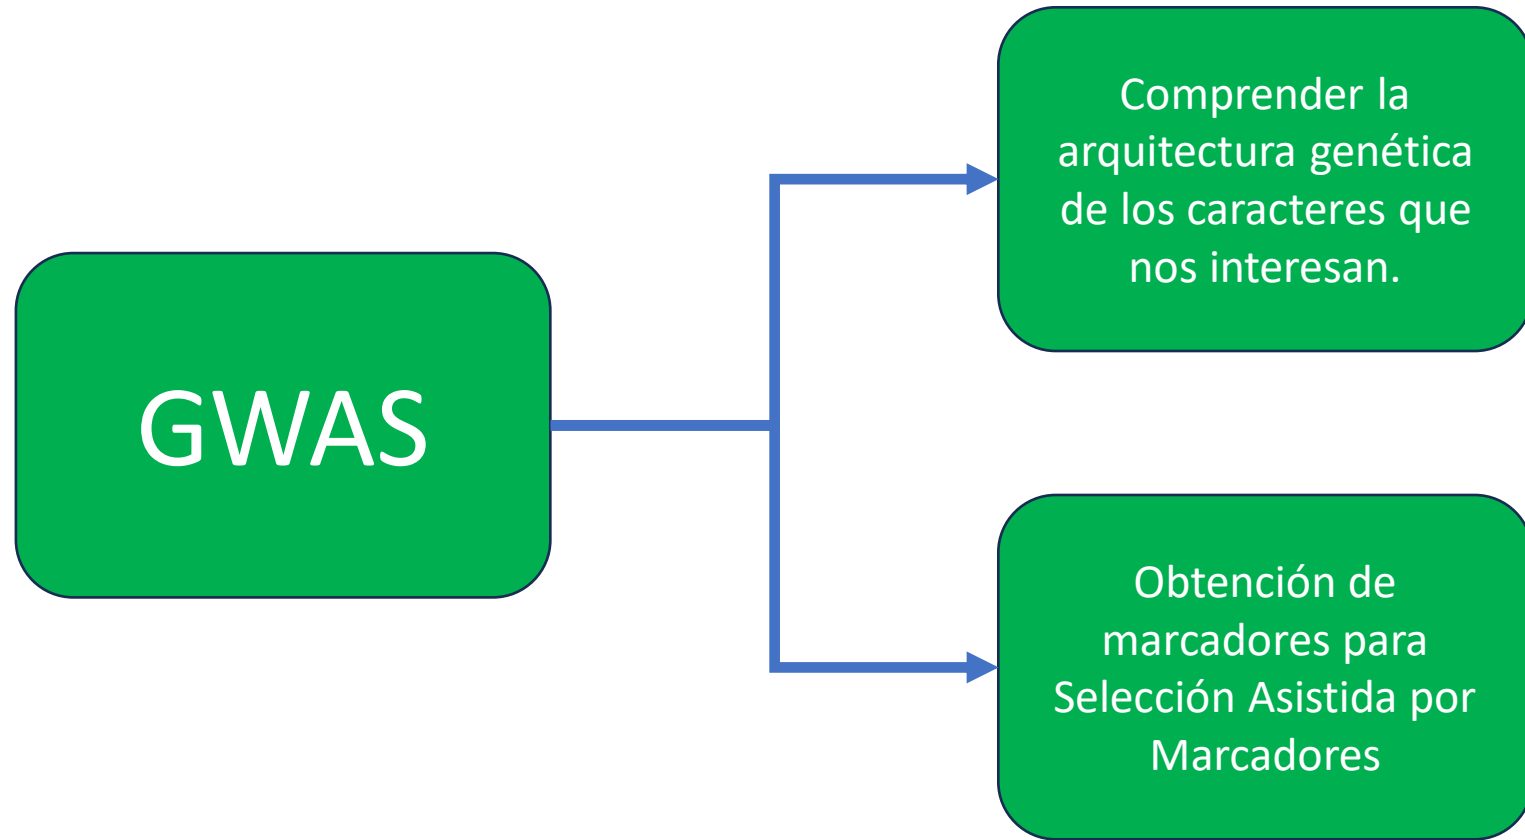 GWAS
Comprender la
arquitectura genética
de los caracteres que
nos interesan.
Obtención de
marcadores para
Selección Asistida por
Marcadores